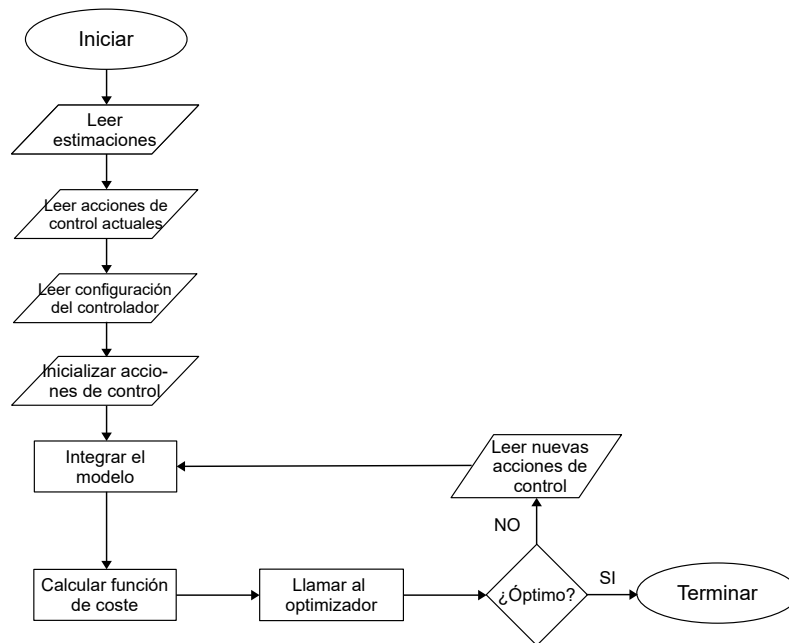 Iniciar
Leer
estimaciones
Leer acciones de
control actuales
Leer configuración
del controlador
Inicializar accio-
nes de control
Integrar el
modelo
Leer nuevas
acciones de
control
NO
Calcular función
de coste
Llamar al
optimizador
¿Óptimo?
SI
Terminar